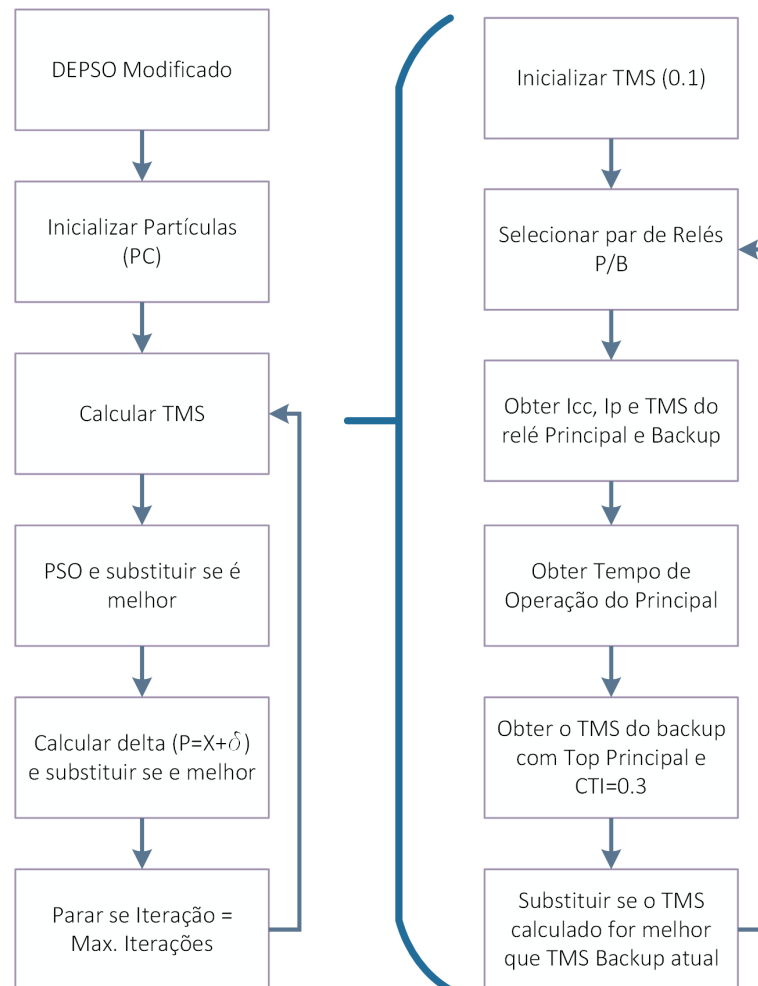 DEPSO Modificado
Inicializar Partículas
(PC)
Calcular TMS
PSO e substituir se é
melhor
Calcular delta (P=X+δ)
e substituir se e melhor
Parar se Iteração =
Max. Iterações
Inicializar TMS (0.1)
Selecionar par de Relés
P/B
Obter Icc, Ip e TMS do
relé Principal e Backup
Obter Tempo de
Operação do Principal
Obter o TMS do backup
com Top Principal e
CTI=0.3
Substituir se o TMS
calculado for melhor
que TMS Backup atual